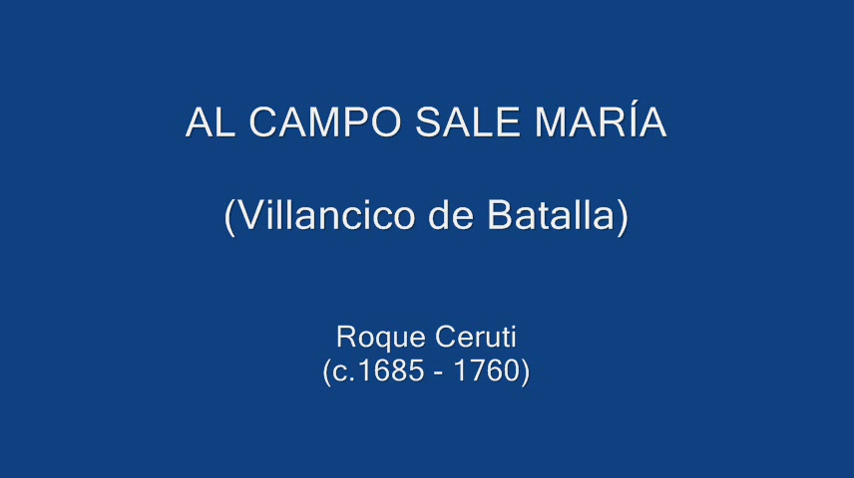 AL CAMPO SALE MARÍA
(Villancico de Batalla)
Roque Ceruti
(c.1685 - 1760)